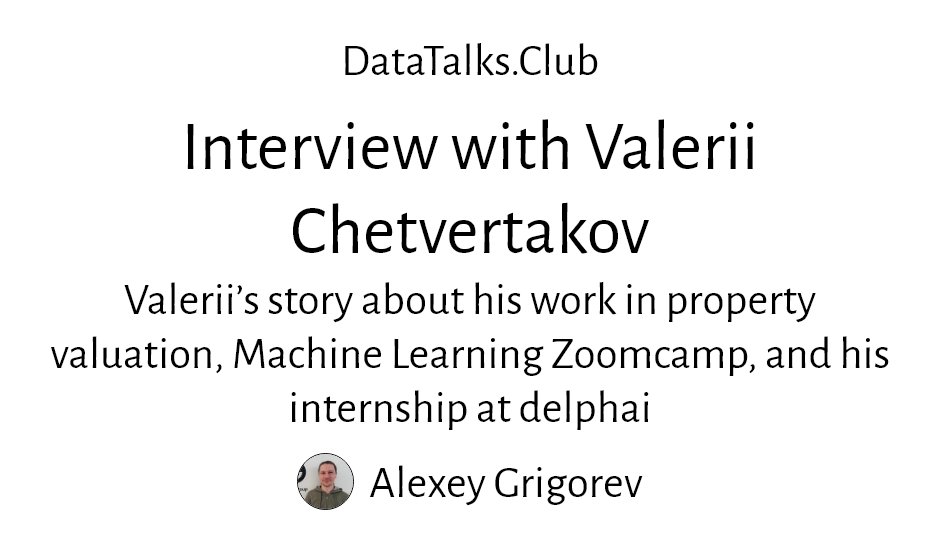 DataTalks.Club
Interview with Valerii
Chetvertakov
Valerii’s story about his work in property
valuation, Machine Learning Zoomcamp, and his
internship at delphai
Alexey Grigorev